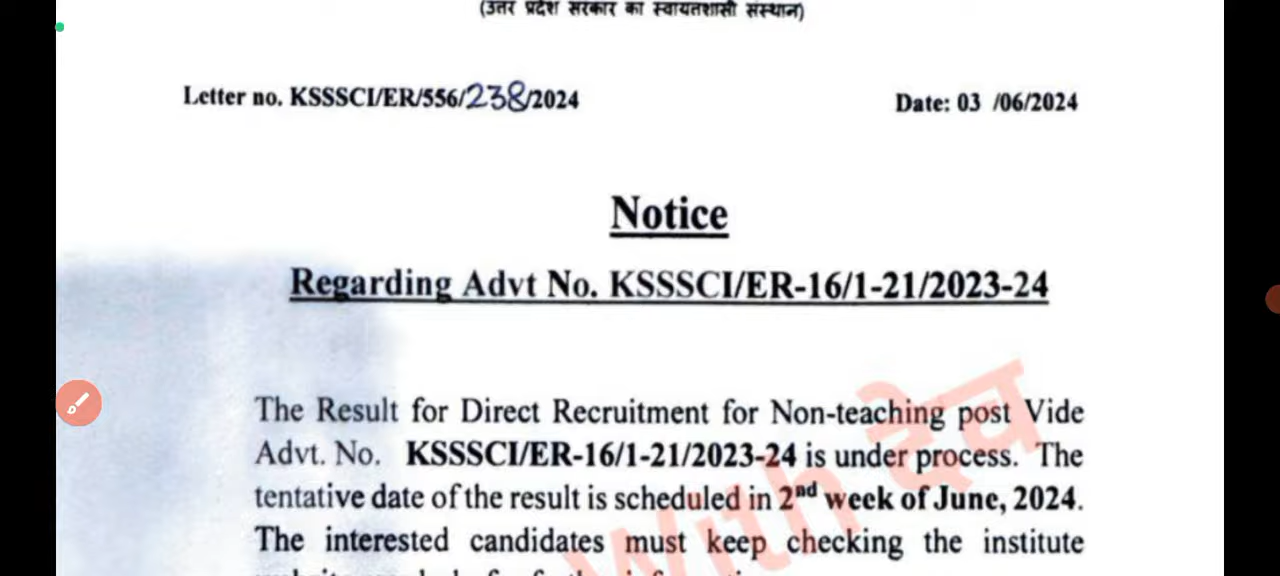 (उत्तर प्रदेश सरकार का स्वायतशासी संस्थान)
Letter no. KSSSCI/ER/556/238/2024 Date: 03 /06/2024
Notice
Regarding Advt No. KSSSCI/ER-16/1-21/2023-24
The Result for Direct Recruitment for Non-teaching post Vide
Advt. No. KSSSCI/ER-16/1-21/2023-24 is under process. The
tentative date of the result is scheduled in 2nd week of June, 2024.
The interested candidates must keep checking the institute
With देव